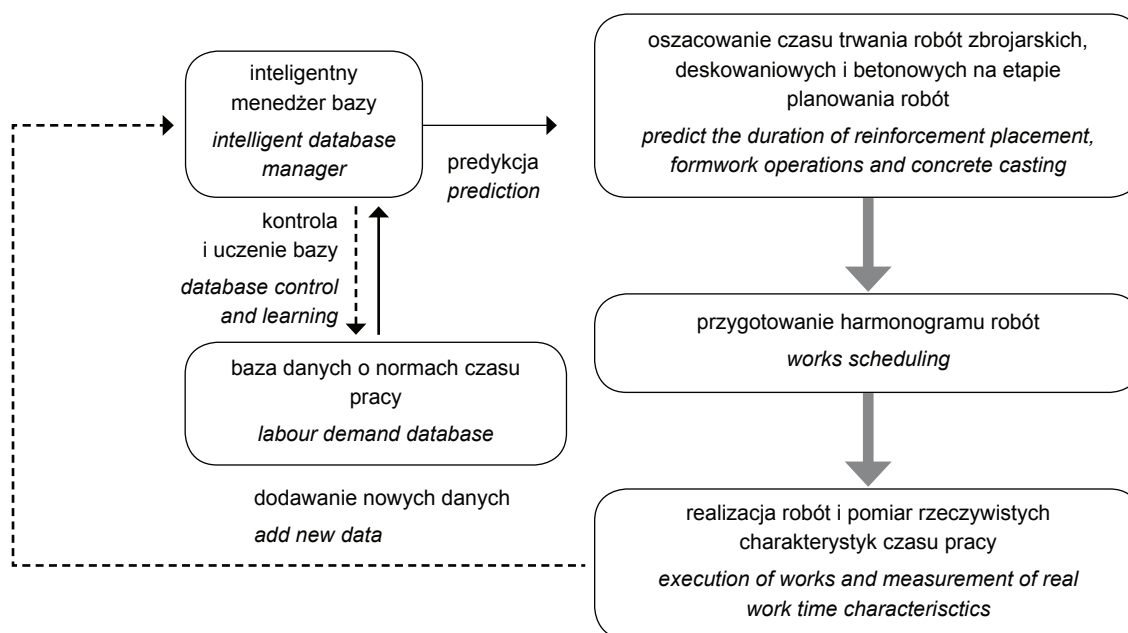 inteligentny
menedżer bazy
intelligent database
manager
predykcja
prediction
kontrola
i uczenie bazy
database control
and learning
baza danych o normach czasu
pracy
labour demand database
dodawanie nowych danych
add new data
oszacowanie czasu trwania robót zbrojarskich,
deskowaniowych i betonowych na etapie
planowania robót
predict the duration of reinforcement placement,
formwork operations and concrete casting
przygotowanie harmonogramu robót
works scheduling
realizacja robót i pomiar rzeczywistych
charakterystyk czasu pracy
execution of works and measurement of real
work time characterisctics